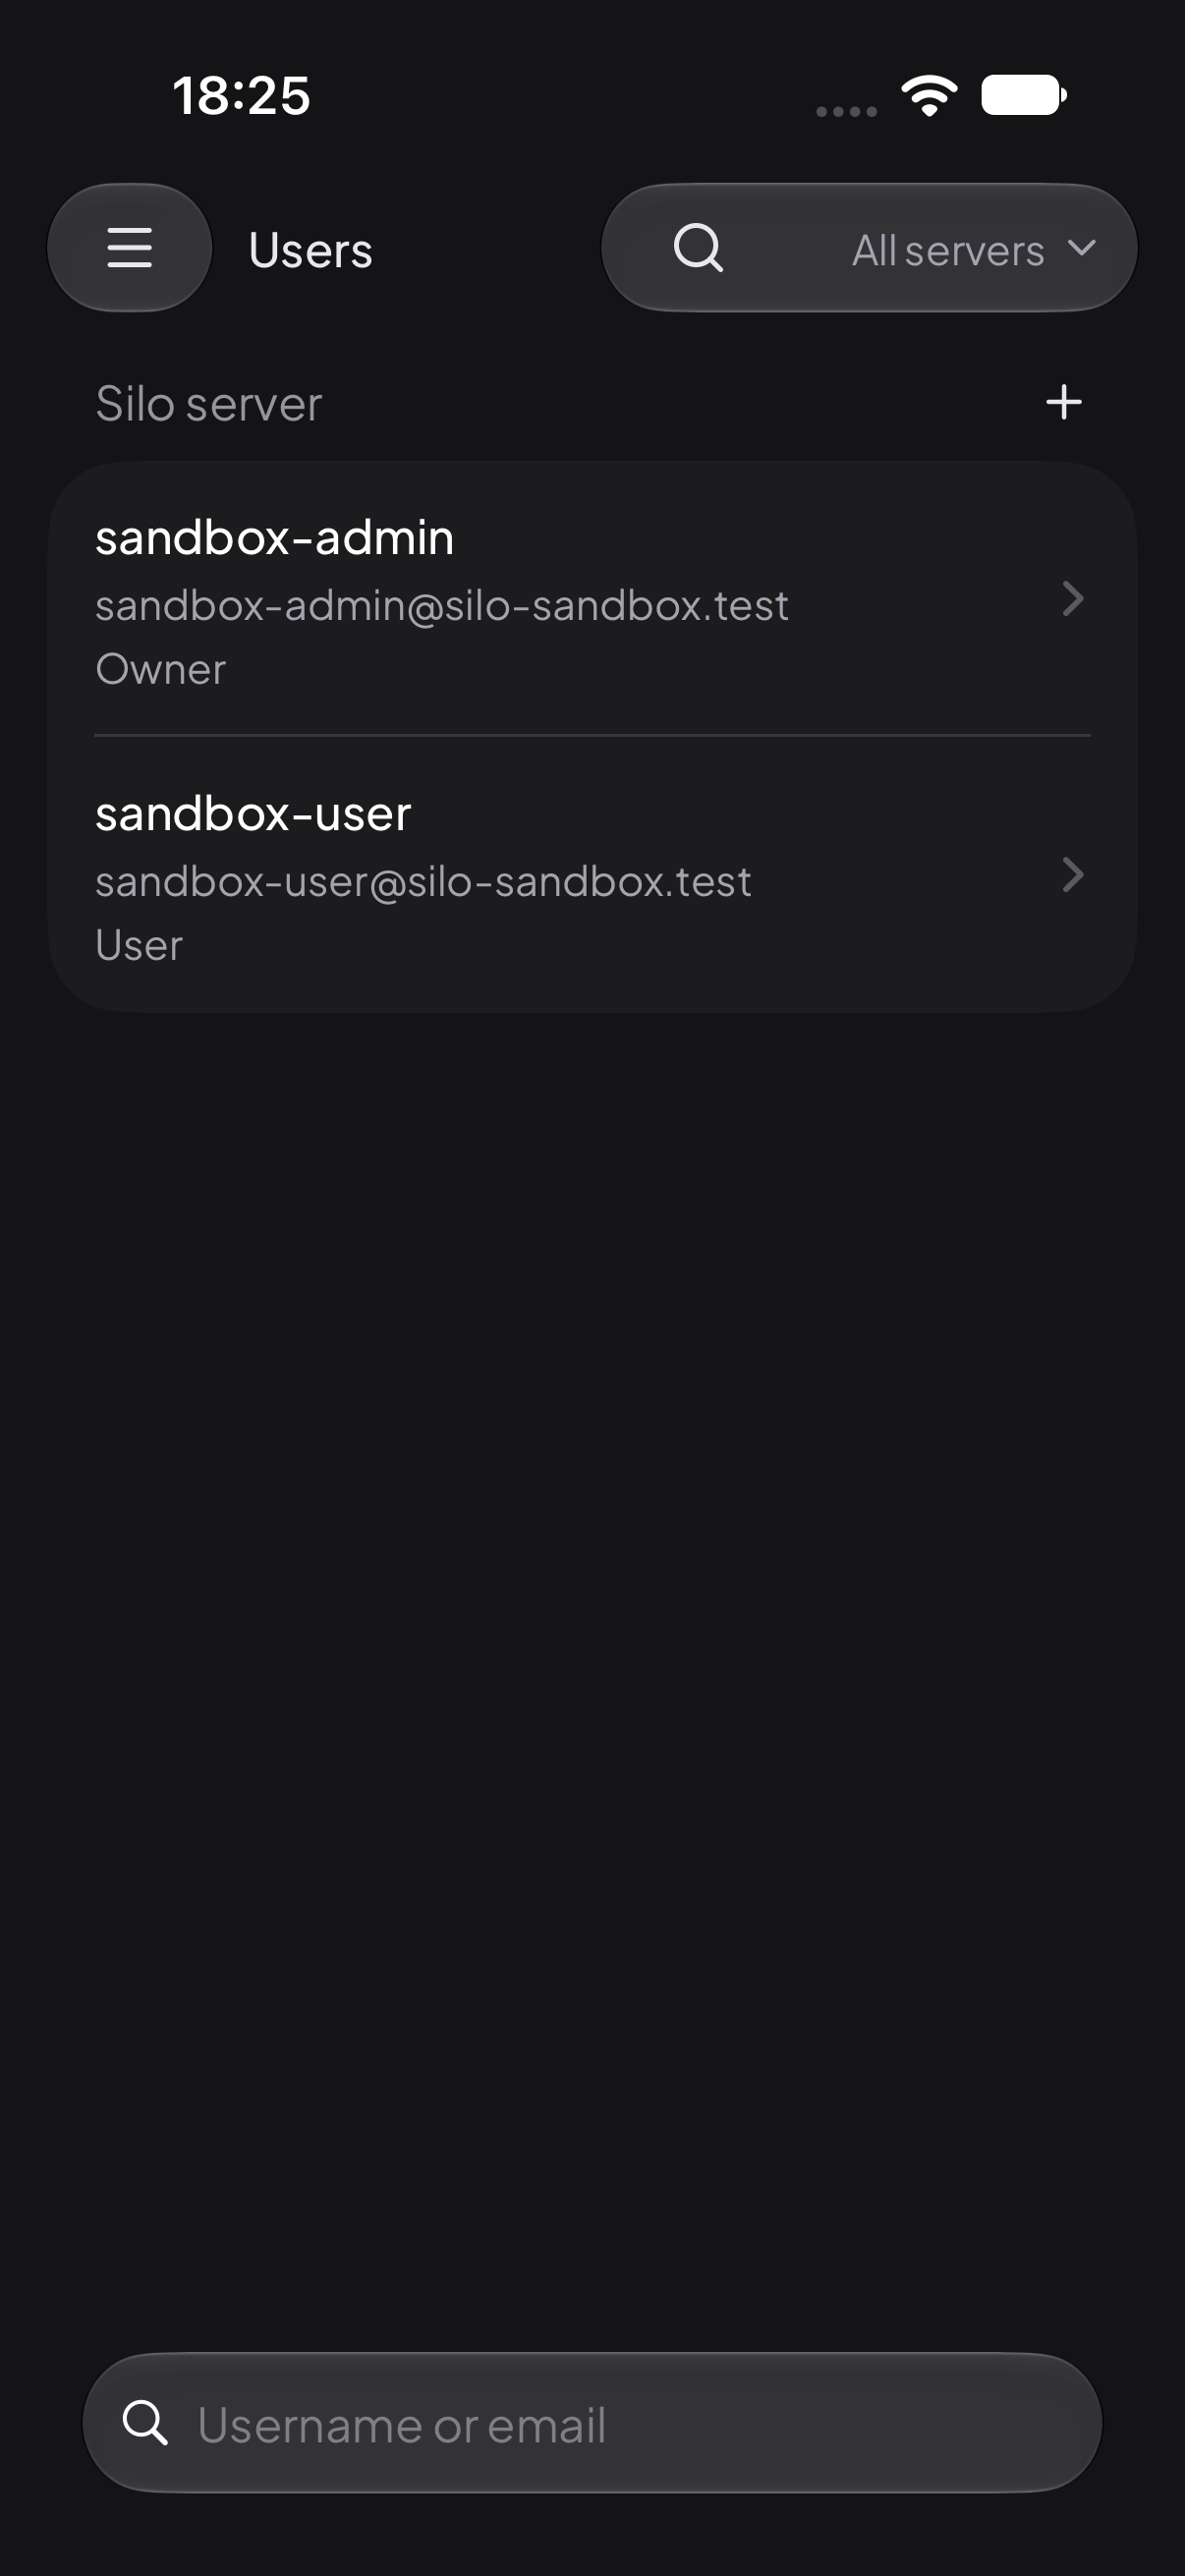 18:25
Users
All servers
Silo server
sandbox-admin
sandbox-admin@silo-sandbox.test
Owner
sandbox-user
sandbox-user@silo-sandbox.test
User
Username or email